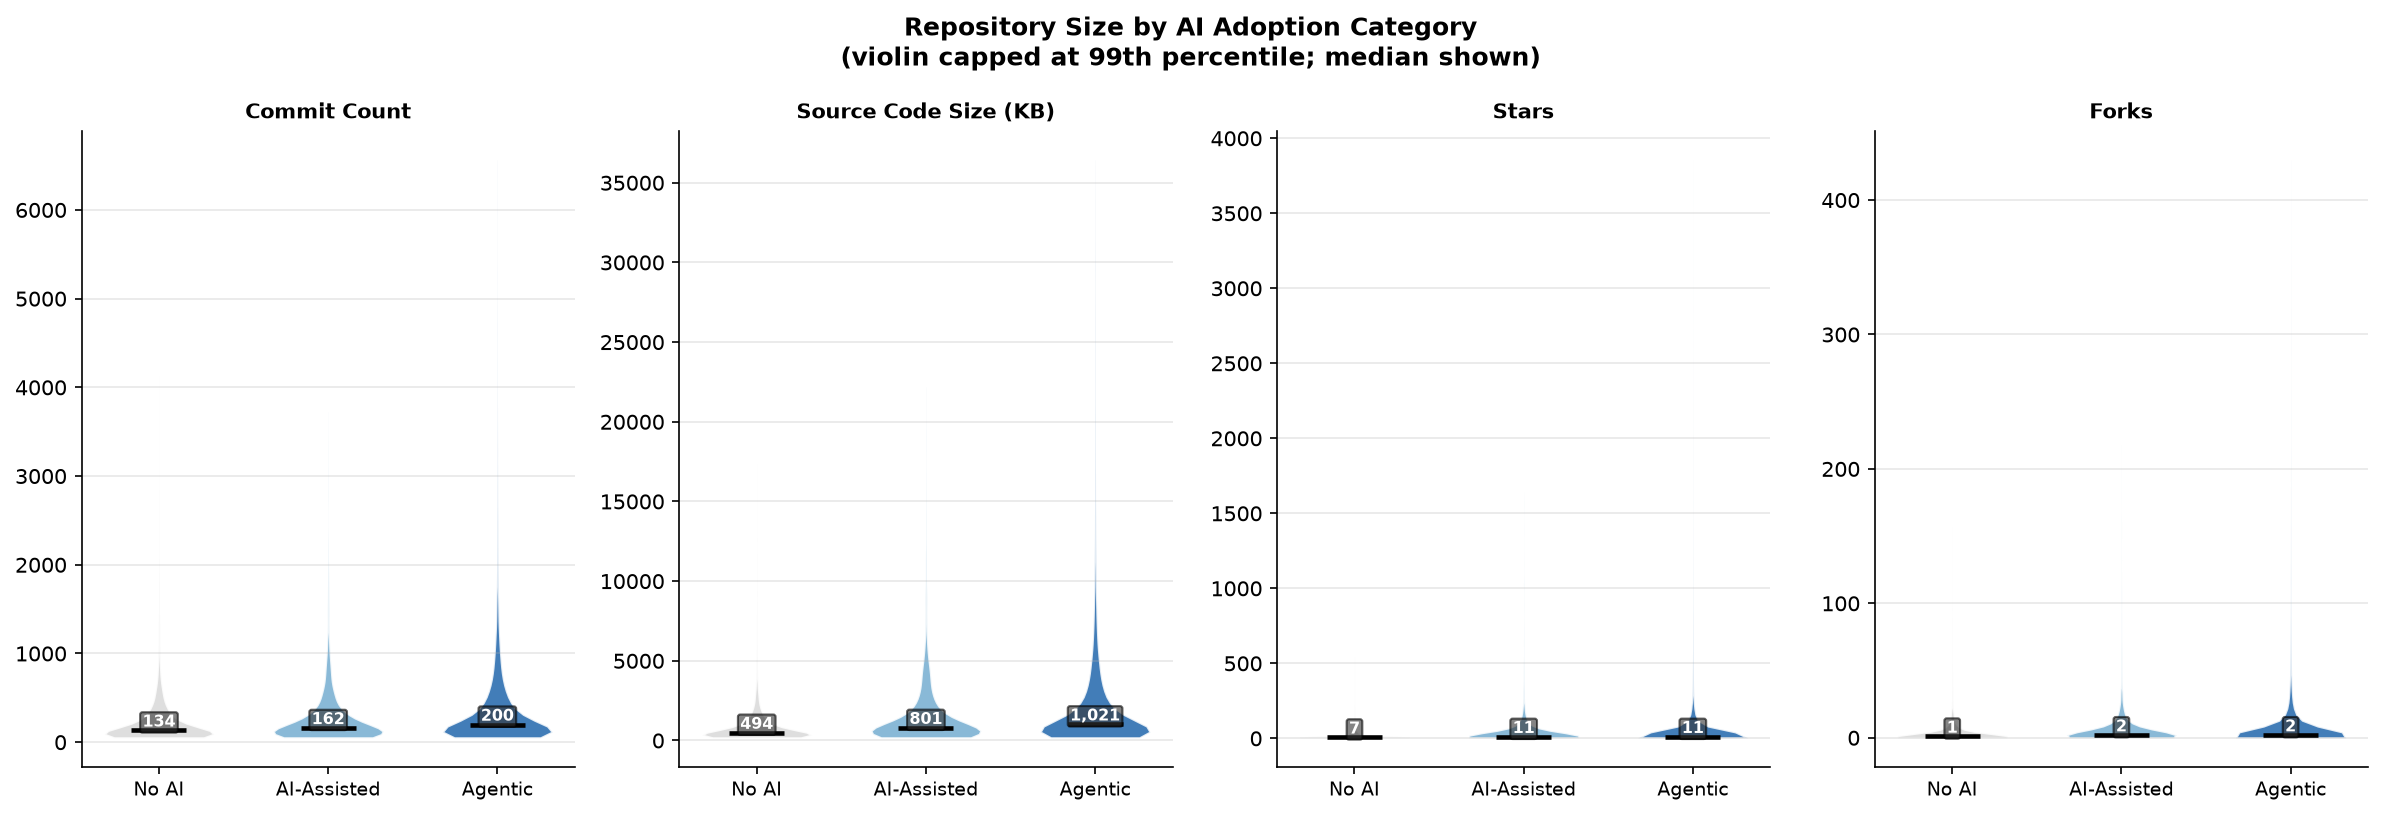 Repository Size by AI Adoption Category
(violin capped at 99th percentile; median shown)
Commit Count
6000
5000
4000
3000
2000
1000
0
134
162
200
No AI
AI-Assisted
Agentic
Source Code Size (KB)
35000
30000
25000
20000
15000
10000
5000
0
494
801
1,021
No AI
AI-Assisted
Agentic
Stars
4000
3500
3000
2500
2000
1500
1000
500
0
7
11
11
No AI
AI-Assisted
Agentic
Forks
400
300
200
100
0
1
2
2
No AI
AI-Assisted
Agentic